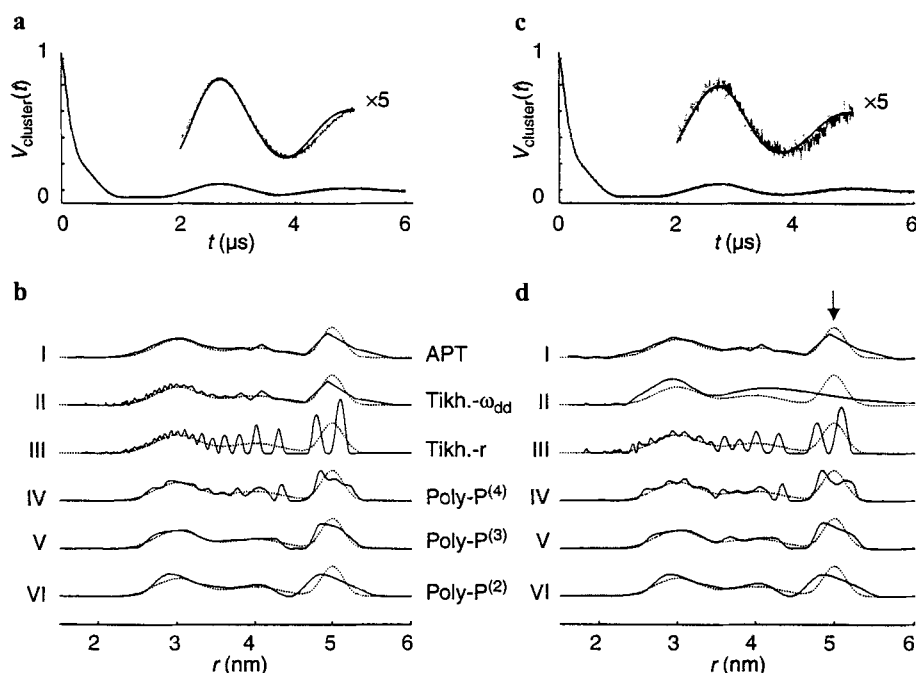 a
1
V_cluster(t)
×5
0
0
2
4
6
t (μs)
c
1
V_cluster(t)
×5
0
0
2
4
6
t (μs)
b
I
APT
II
Tikh.-ω_dd
III
Tikh.-r
IV
Poly-P^(4)
V
Poly-P^(3)
VI
Poly-P^(2)
2
3
4
5
6
r (nm)
d
I
II
III
IV
V
VI
2
3
4
5
6
r (nm)